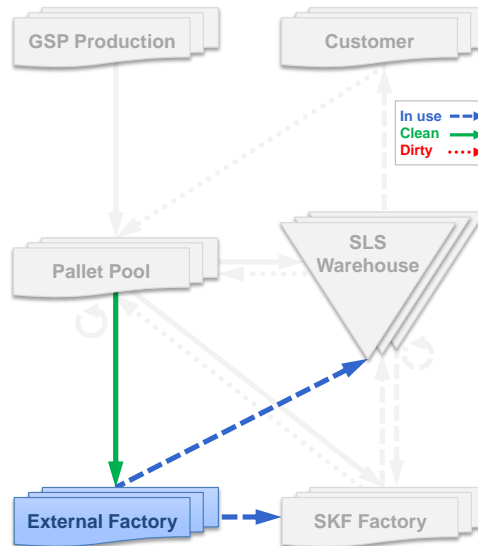 GSP Production
Customer
In use
Clean
Dirty
SLS
Warehouse
Pallet Pool
External Factory
SKF Factory